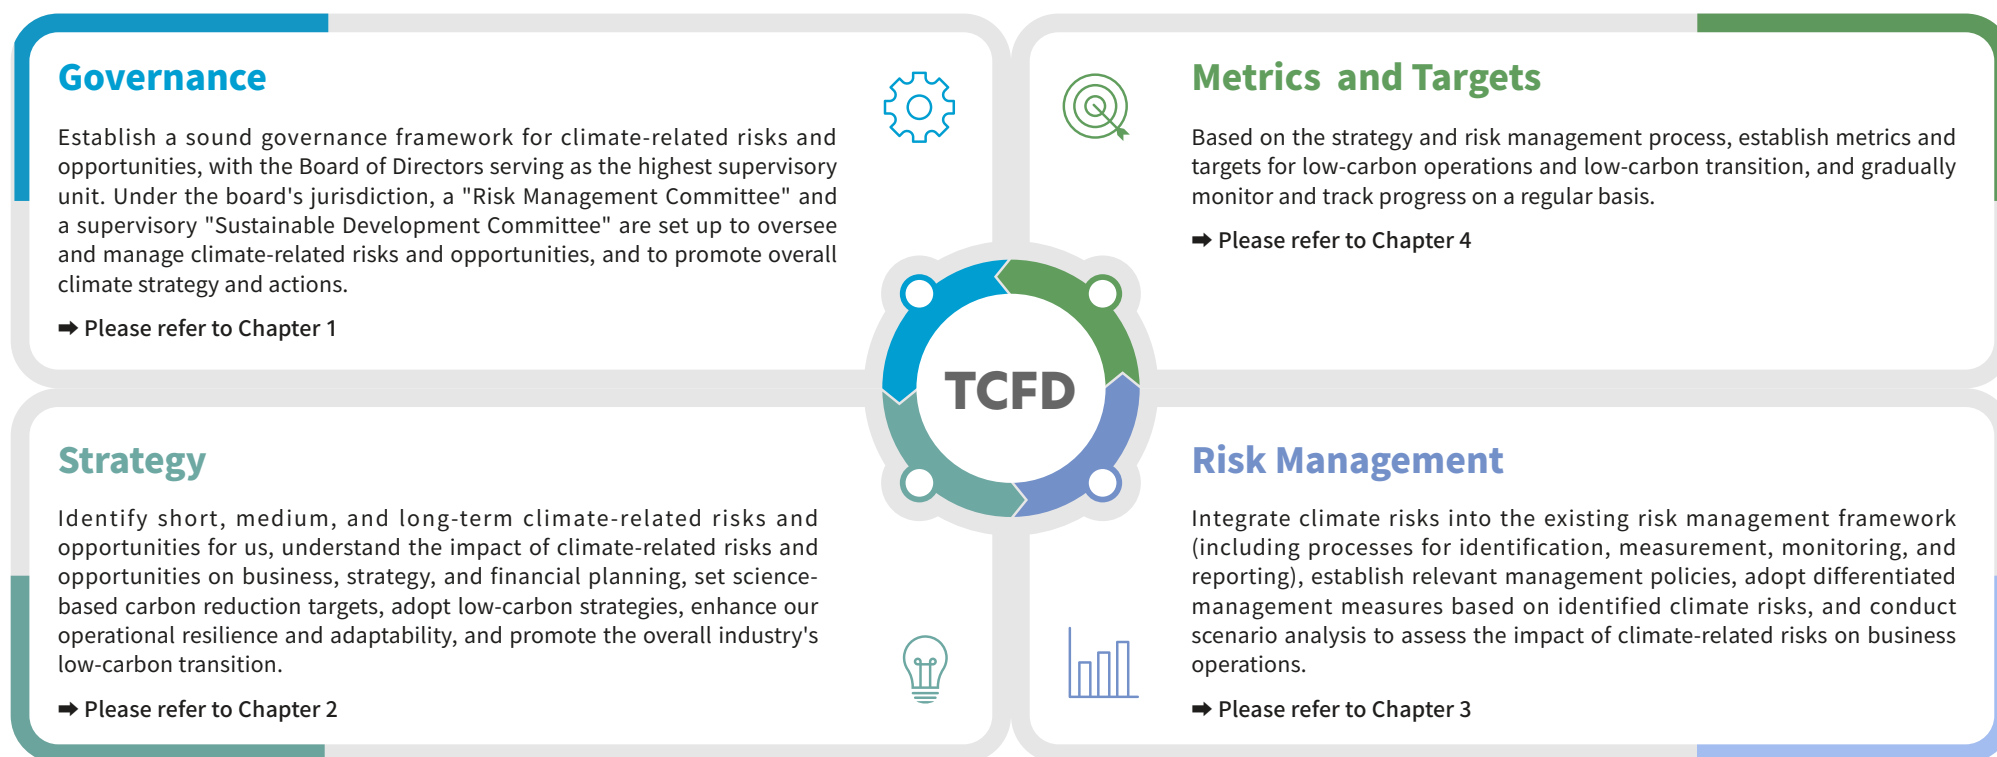 Governance
Establish a sound governance framework for climate-related risks and
opportunities, with the Board of Directors serving as the highest supervisory
unit. Under the board's jurisdiction, a "Risk Management Committee" and
a supervisory "Sustainable Development Committee" are set up to oversee
and manage climate-related risks and opportunities, and to promote overall
climate strategy and actions.
➡ Please refer to Chapter 1
Metrics and Targets
Based on the strategy and risk management process, establish metrics and
targets for low-carbon operations and low-carbon transition, and gradually
monitor and track progress on a regular basis.
➡ Please refer to Chapter 4
TCFD
Strategy
Identify short, medium, and long-term climate-related risks and
opportunities for us, understand the impact of climate-related risks and
opportunities on business, strategy, and financial planning, set science-
based carbon reduction targets, adopt low-carbon strategies, enhance our
operational resilience and adaptability, and promote the overall industry's
low-carbon transition.
➡ Please refer to Chapter 2
Risk Management
Integrate climate risks into the existing risk management framework
(including processes for identification, measurement, monitoring, and
reporting), establish relevant management policies, adopt differentiated
management measures based on identified climate risks, and conduct
scenario analysis to assess the impact of climate-related risks on business
operations.
➡ Please refer to Chapter 3